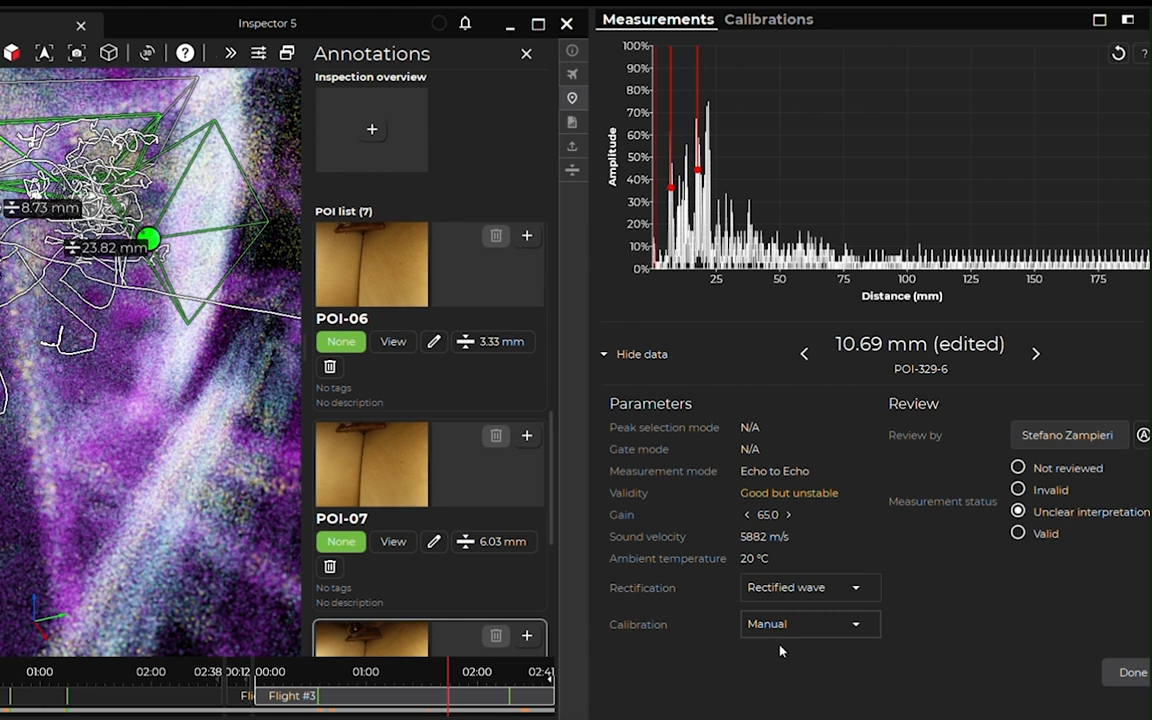 Inspector 5
Measurements
Calibrations
Annotations
Inspection overview
+
POI list (7)
POI-06
None
View
3.33 mm
No tags
No description
POI-07
None
View
6.03 mm
No tags
No description
8.73 mm
23.82 mm
01:00
02:00
02:38
00:12
00:00
01:00
02:00
02:41
Flight #3
100%
90%
80%
70%
60%
50%
40%
30%
20%
10%
0%
Amplitude
25
50
75
100
125
150
175
Distance (mm)
Hide data
10.69 mm (edited)
POI-329-6
Parameters
Peak selection mode N/A
Gate mode N/A
Measurement mode Echo to Echo
Validity Good but unstable
Gain < 65.0 >
Sound velocity 5882 m/s
Ambient temperature 20 °C
Rectification Rectified wave
Calibration Manual
Review
Review by Stefano Zampieri
Measurement status
Not reviewed
Invalid
Unclear interpretation
Valid
Done